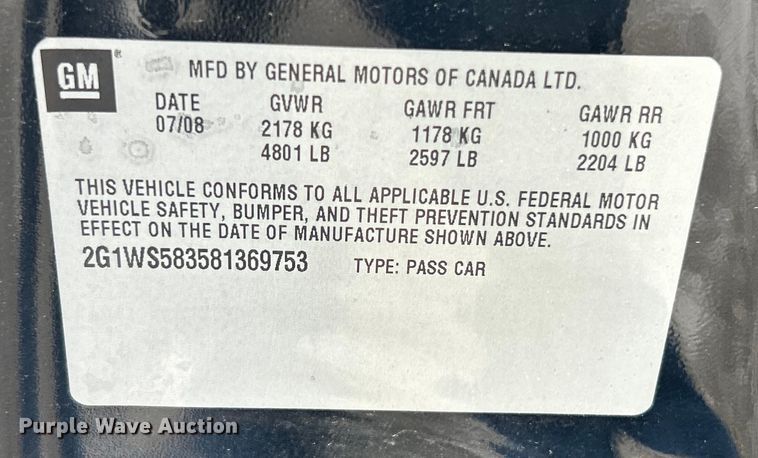 GM®
MFD BY GENERAL MOTORS OF CANADA LTD.
DATE GVWR GAWR FRT GAWR RR
07/08 2178 KG 1178 KG 1000 KG
4801 LB 2597 LB 2204 LB
THIS VEHICLE CONFORMS TO ALL APPLICABLE U.S. FEDERAL MOTOR
VEHICLE SAFETY, BUMPER, AND THEFT PREVENTION STANDARDS IN
EFFECT ON THE DATE OF MANUFACTURE SHOWN ABOVE.
2G1WS583581369753 TYPE: PASS CAR
Purple Wave Auction